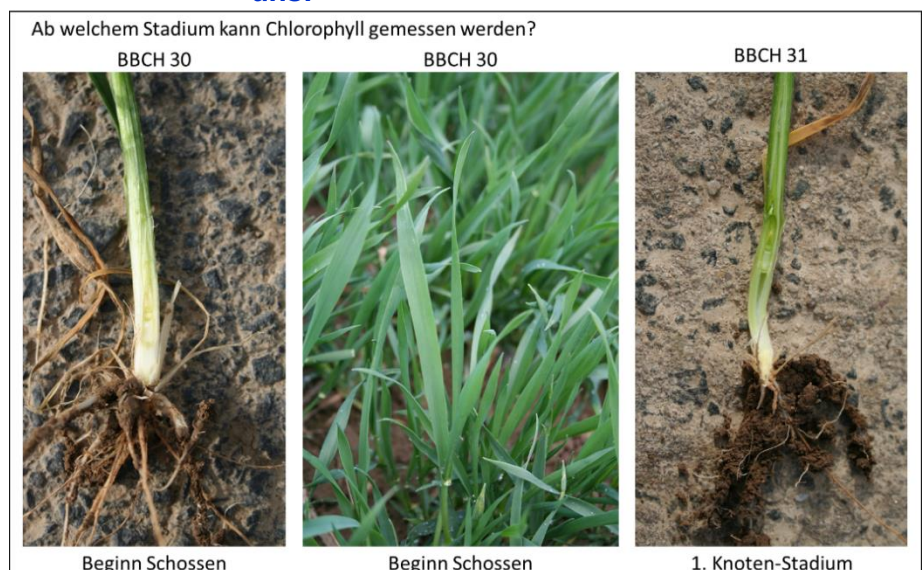 Ab welchem Stadium kann Chlorophyll gemessen werden?
BBCH 30
BBCH 30
BBCH 31
Beginn Schossen
Beginn Schossen
1. Knoten-Stadium